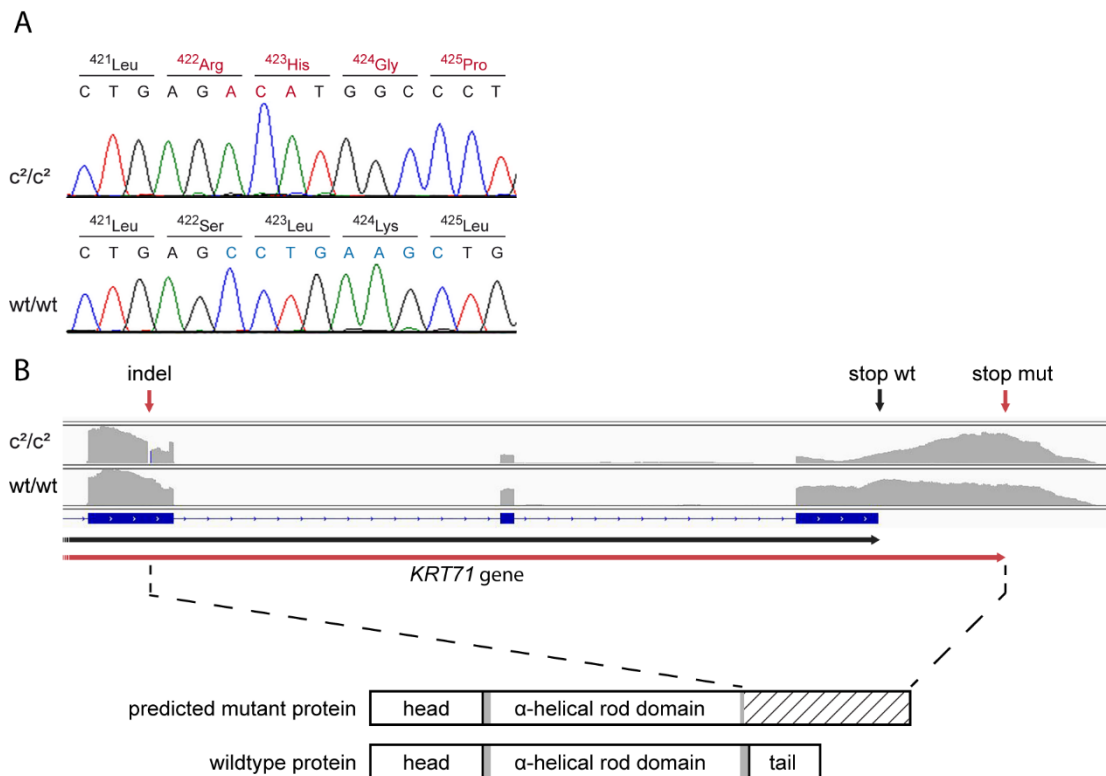 A
421Leu 422Arg 423His 424Gly 425Pro
C T G A G A C A T G G C C C T
c²/c²
421Leu 422Ser 423Leu 424Lys 425Leu
C T G A G C C T G A A G C T G
wt/wt
B
indel stop wt stop mut
c²/c²
wt/wt
KRT71 gene
predicted mutant protein head α-helical rod domain
wildtype protein head α-helical rod domain tail